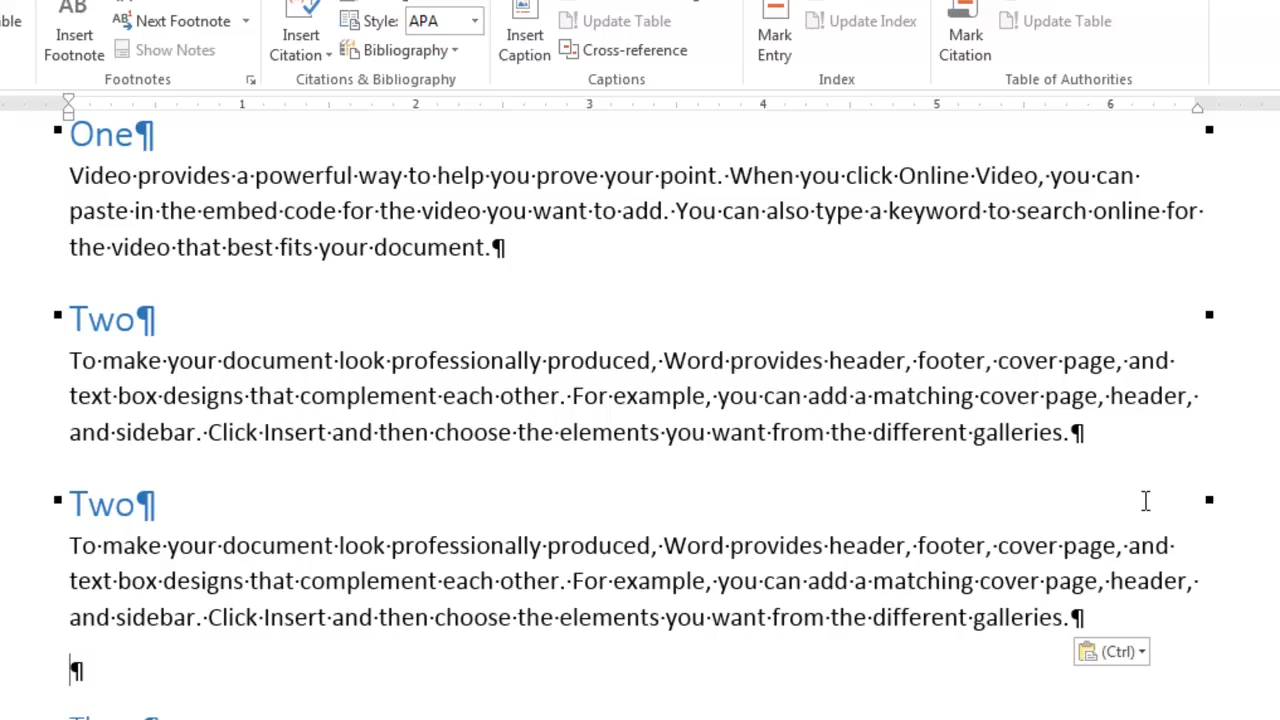 ble
AB
Insert
Footnote
AB Next Footnote
Show Notes
Footnotes
Insert
Citation
Style: APA
Bibliography
Citations & Bibliography
Insert
Caption
Update Table
Cross-reference
Captions
Mark
Entry
Update Index
Index
Mark
Citation
Update Table
Table of Authorities
1 2 3 4 5 6
One¶
Video·provides·a·powerful·way·to·help·you·prove·your·point.·When·you·click·Online·Video,·you·can·
paste·in·the·embed·code·for·the·video·you·want·to·add.·You·can·also·type·a·keyword·to·search·online·for·
the·video·that·best·fits·your·document.¶
Two¶
To·make·your·document·look·professionally·produced,·Word·provides·header,·footer,·cover·page,·and·
text·box·designs·that·complement·each·other.·For·example,·you·can·add·a·matching·cover·page,·header,·
and·sidebar.·Click·Insert·and·then·choose·the·elements·you·want·from·the·different·galleries.¶
Two¶
To·make·your·document·look·professionally·produced,·Word·provides·header,·footer,·cover·page,·and·
text·box·designs·that·complement·each·other.·For·example,·you·can·add·a·matching·cover·page,·header,·
and·sidebar.·Click·Insert·and·then·choose·the·elements·you·want·from·the·different·galleries.¶
(Ctrl)
¶